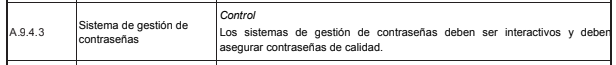 A.9.4.3
Sistema de gestión de
contraseñas
Control
Los sistemas de gestión de contraseñas deben ser interactivos y deben
asegurar contraseñas de calidad.